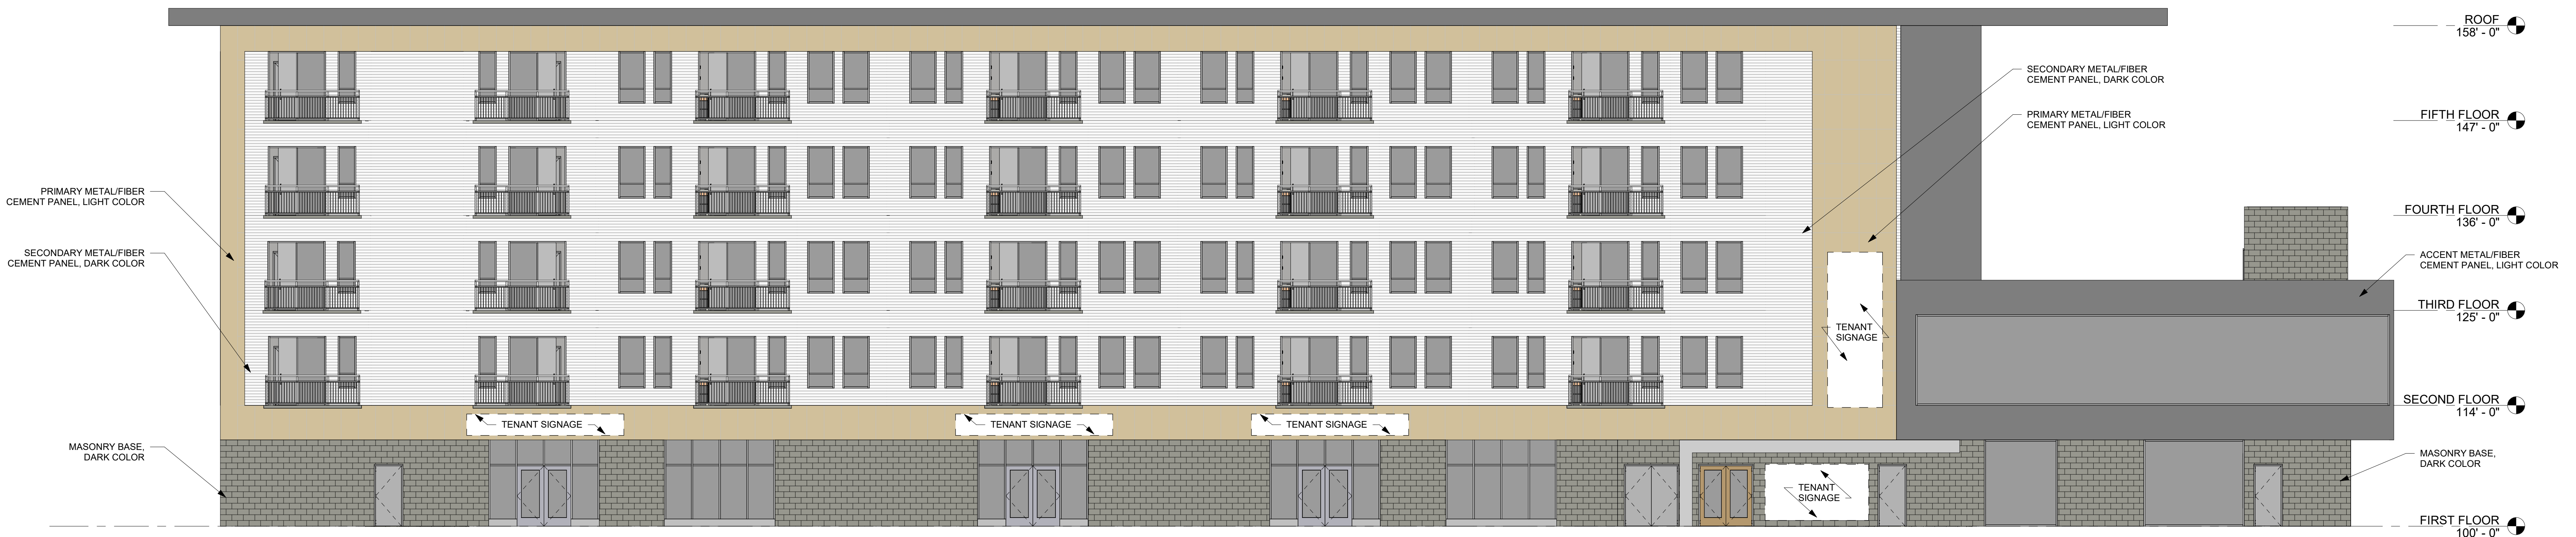 PRIMARY METAL/FIBER
CEMENT PANEL, LIGHT COLOR
SECONDARY METAL/FIBER
CEMENT PANEL, DARK COLOR
MASONRY BASE,
DARK COLOR
TENANT SIGNAGE
TENANT SIGNAGE
TENANT SIGNAGE
TENANT
SIGNAGE
TENANT
SIGNAGE
SECONDARY METAL/FIBER
CEMENT PANEL, DARK COLOR
PRIMARY METAL/FIBER
CEMENT PANEL, LIGHT COLOR
ACCENT METAL/FIBER
CEMENT PANEL, LIGHT COLOR
MASONRY BASE,
DARK COLOR
ROOF
158' - 0"
FIFTH FLOOR
147' - 0"
FOURTH FLOOR
136' - 0"
THIRD FLOOR
125' - 0"
SECOND FLOOR
114' - 0"
FIRST FLOOR
100' - 0"